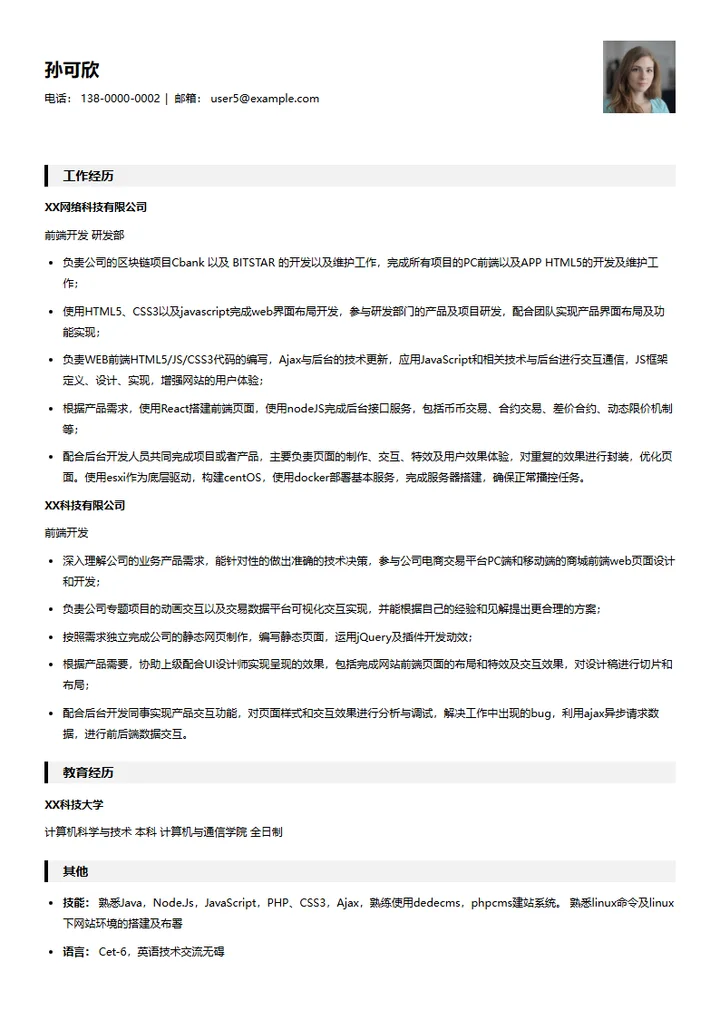 孙可欣
电话： 138-0000-0002 | 邮箱： user5@example.com
工作经历
XX网络科技有限公司
前端开发 研发部
• 负责公司的区块链项目Cbank 以及 BITSTAR 的开发以及维护工作，完成所有项目的PC前端以及APP HTML5的开发及维护工
作；
• 使用HTML5、CSS3以及javascript完成web界面布局开发，参与研发部门的产品及项目研发，配合团队实现产品界面布局及功
能实现；
• 负责WEB前端HTML5/JS/CSS3代码的编写，Ajax与后台的技术更新，应用JavaScript和相关技术与后台进行交互通信，JS框架
定义、设计、实现，增强网站的用户体验；
• 根据产品需求，使用React搭建前端页面，使用nodeJS完成后台接口服务，包括币币交易、合约交易、差价合约、动态限价机制
等；
• 配合后台开发人员共同完成项目或者产品，主要负责页面的制作、交互、特效及用户效果体验，对重复的效果进行封装，优化页
面。使用esxi作为底层驱动，构建centOS，使用docker部署基本服务，完成服务器搭建，确保正常播控任务。
XX科技有限公司
前端开发
• 深入理解公司的业务产品需求，能针对性的做出准确的技术决策，参与公司电商交易平台PC端和移动端的商城前端web页面设计
和开发；
• 负责公司专题项目的动画交互以及交易数据平台可视化交互实现，并能根据自己的经验和见解提出更合理的方案；
• 按照需求独立完成公司的静态网页制作，编写静态页面，运用jQuery及插件开发动效；
• 根据产品需要，协助上级配合UI设计师实现呈现的效果，包括完成网站前端页面的布局和特效及交互效果，对设计稿进行切片和
布局；
• 配合后台开发同事实现产品交互功能，对页面样式和交互效果进行分析与调试，解决工作中出现的bug，利用ajax异步请求数
据，进行前后端数据交互。
教育经历
XX科技大学
计算机科学与技术 本科 计算机与通信学院 全日制
其他
• 技能： 熟悉Java，Node.Js，JavaScript，PHP、CSS3，Ajax，熟练使用dedecms，phpcms建站系统。 熟悉linux命令及linux
下网站环境的搭建及布署
• 语言： Cet-6，英语技术交流无碍